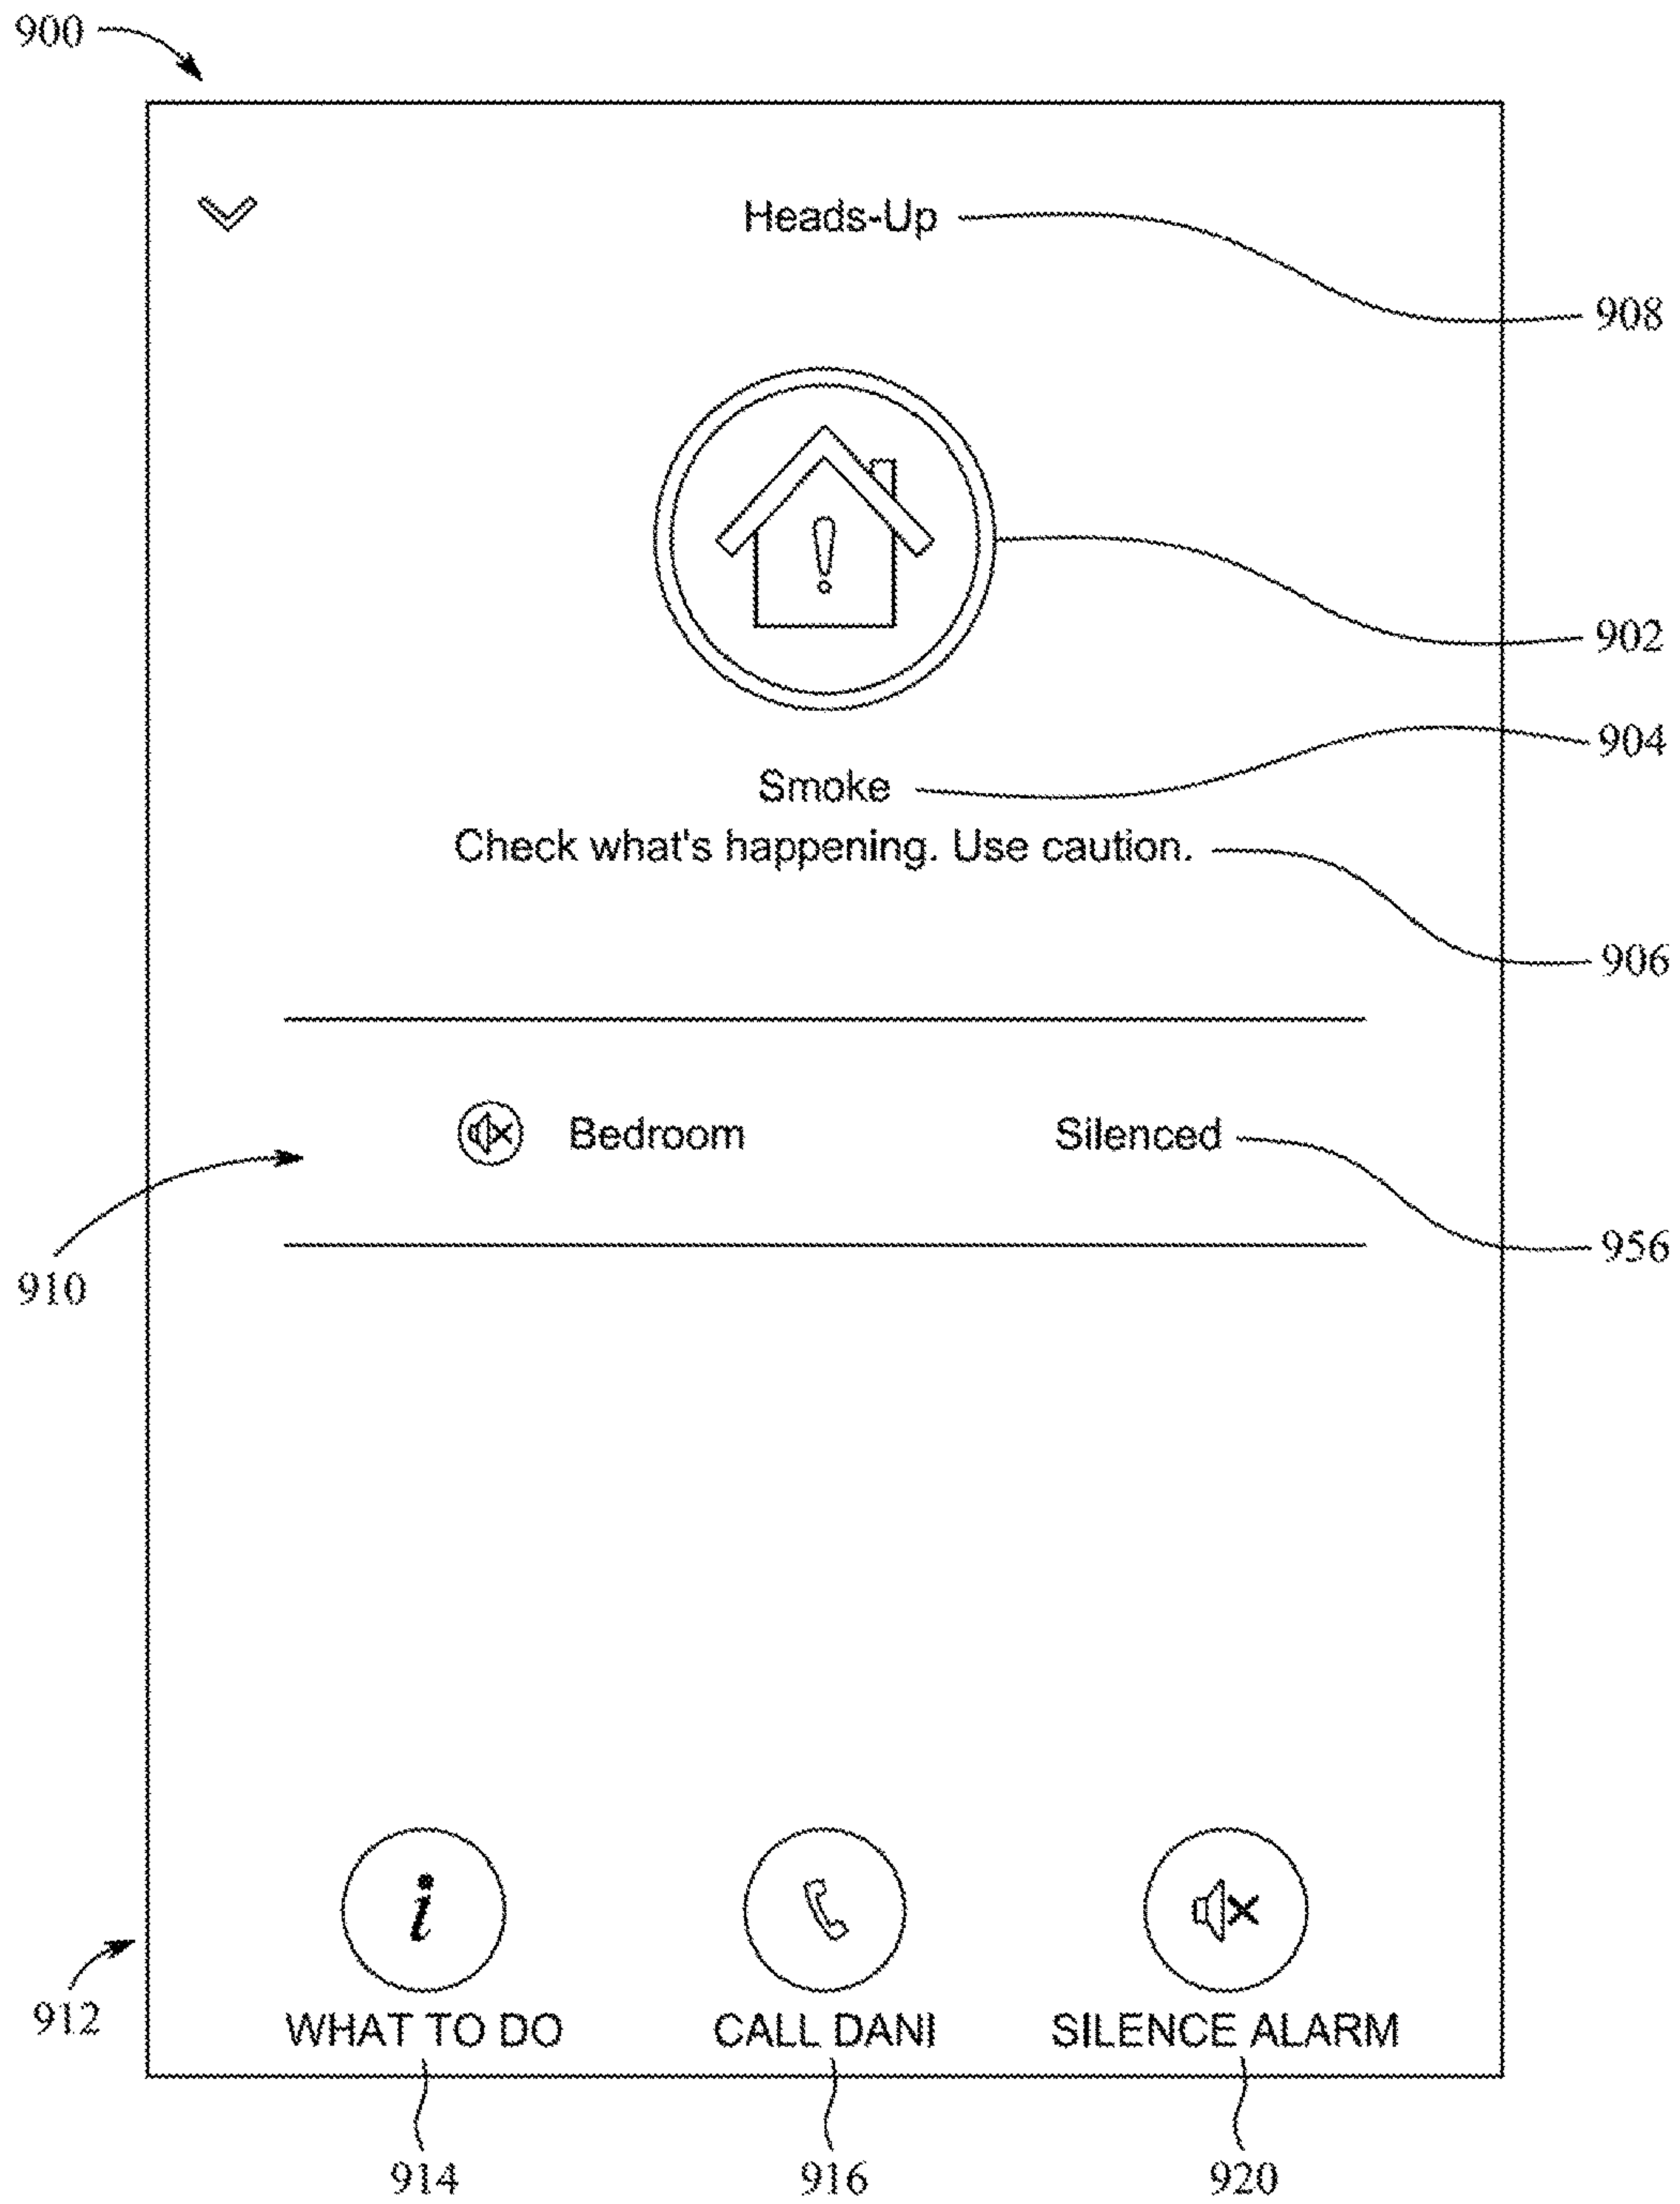 900
Heads-Up
908
902
904
Smoke
Check what's happening. Use caution.
906
Bedroom Silenced
956
910
i
912
WHAT TO DO CALL DANI SILENCE ALARM
914 916 920